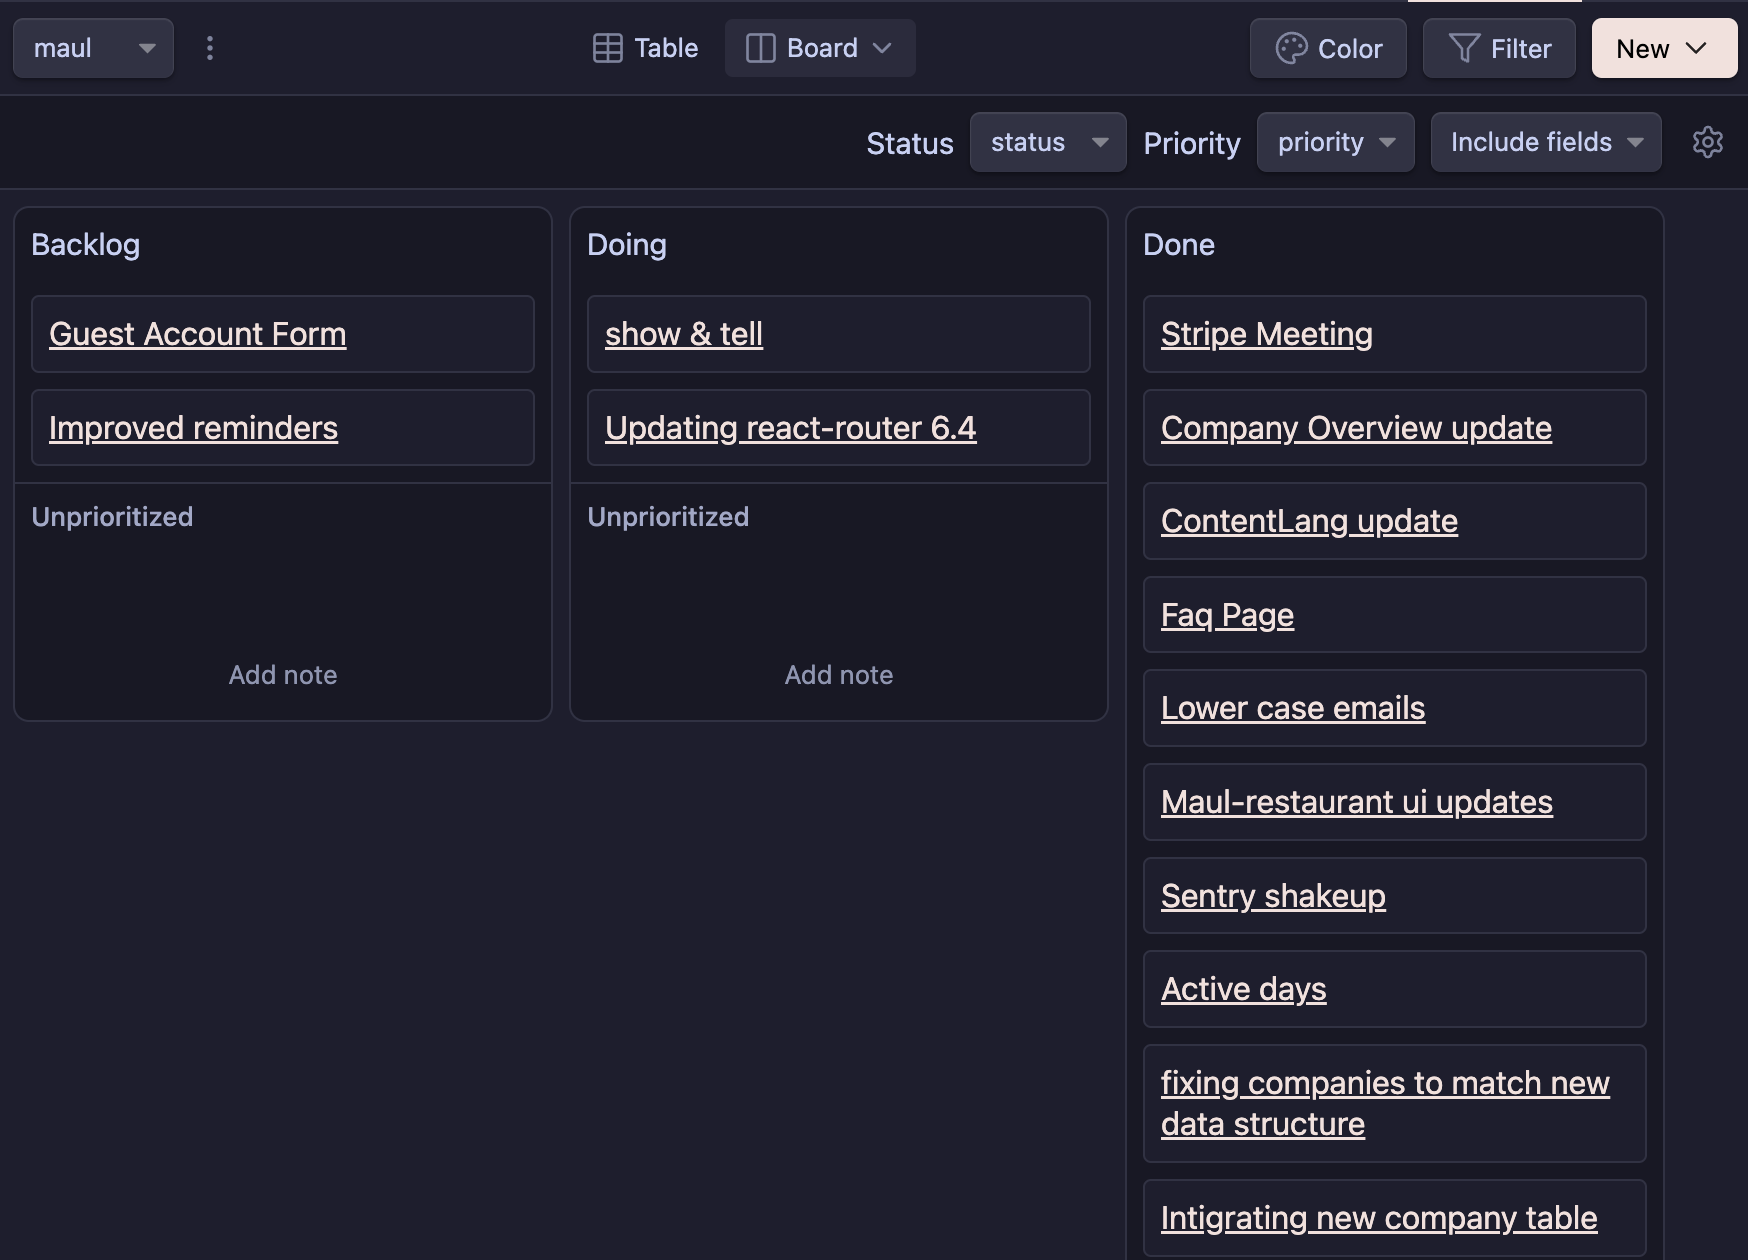 maul
Table
Board
Color
Filter
New
Status
status
Priority
priority
Include fields
Backlog
Guest Account Form
Improved reminders
Unprioritized
Add note
Doing
show & tell
Updating react-router 6.4
Unprioritized
Add note
Done
Stripe Meeting
Company Overview update
ContentLang update
Faq Page
Lower case emails
Maul-restaurant ui updates
Sentry shakeup
Active days
fixing companies to match new
data structure
Intigrating new company table